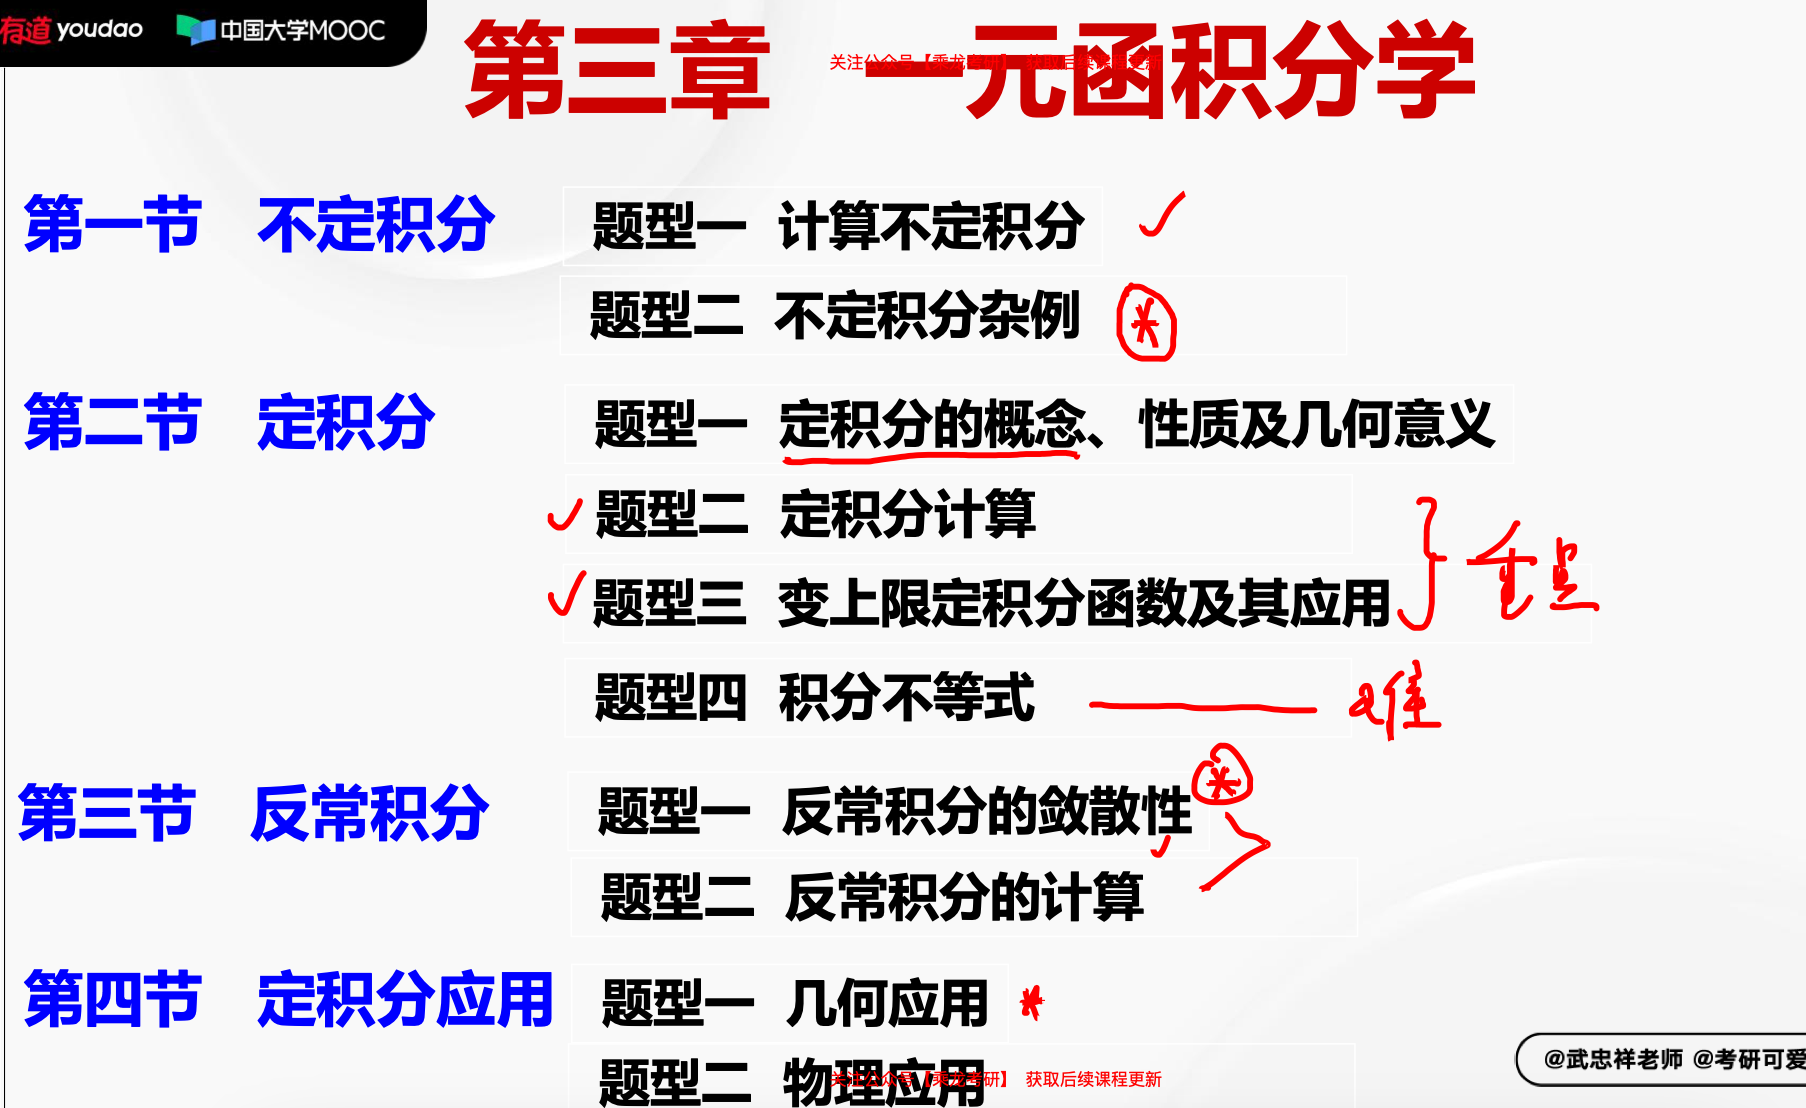 有道 youdao 中国大学MOOC
第三章 一元函积分学
关注公众号【乘龙考研】 获取后续课程更新
第一节 不定积分 题型一 计算不定积分
题型二 不定积分杂例 *
第二节 定积分 题型一 定积分的概念、性质及几何意义
题型二 定积分计算
题型三 变上限定积分函数及其应用 重点
题型四 积分不等式 难
第三节 反常积分 题型一 反常积分的敛散性 *
题型二 反常积分的计算
第四节 定积分应用 题型一 几何应用 *
题型二 物理应用
关注公众号【乘龙考研】 获取后续课程更新
@武忠祥老师 @考研可爱